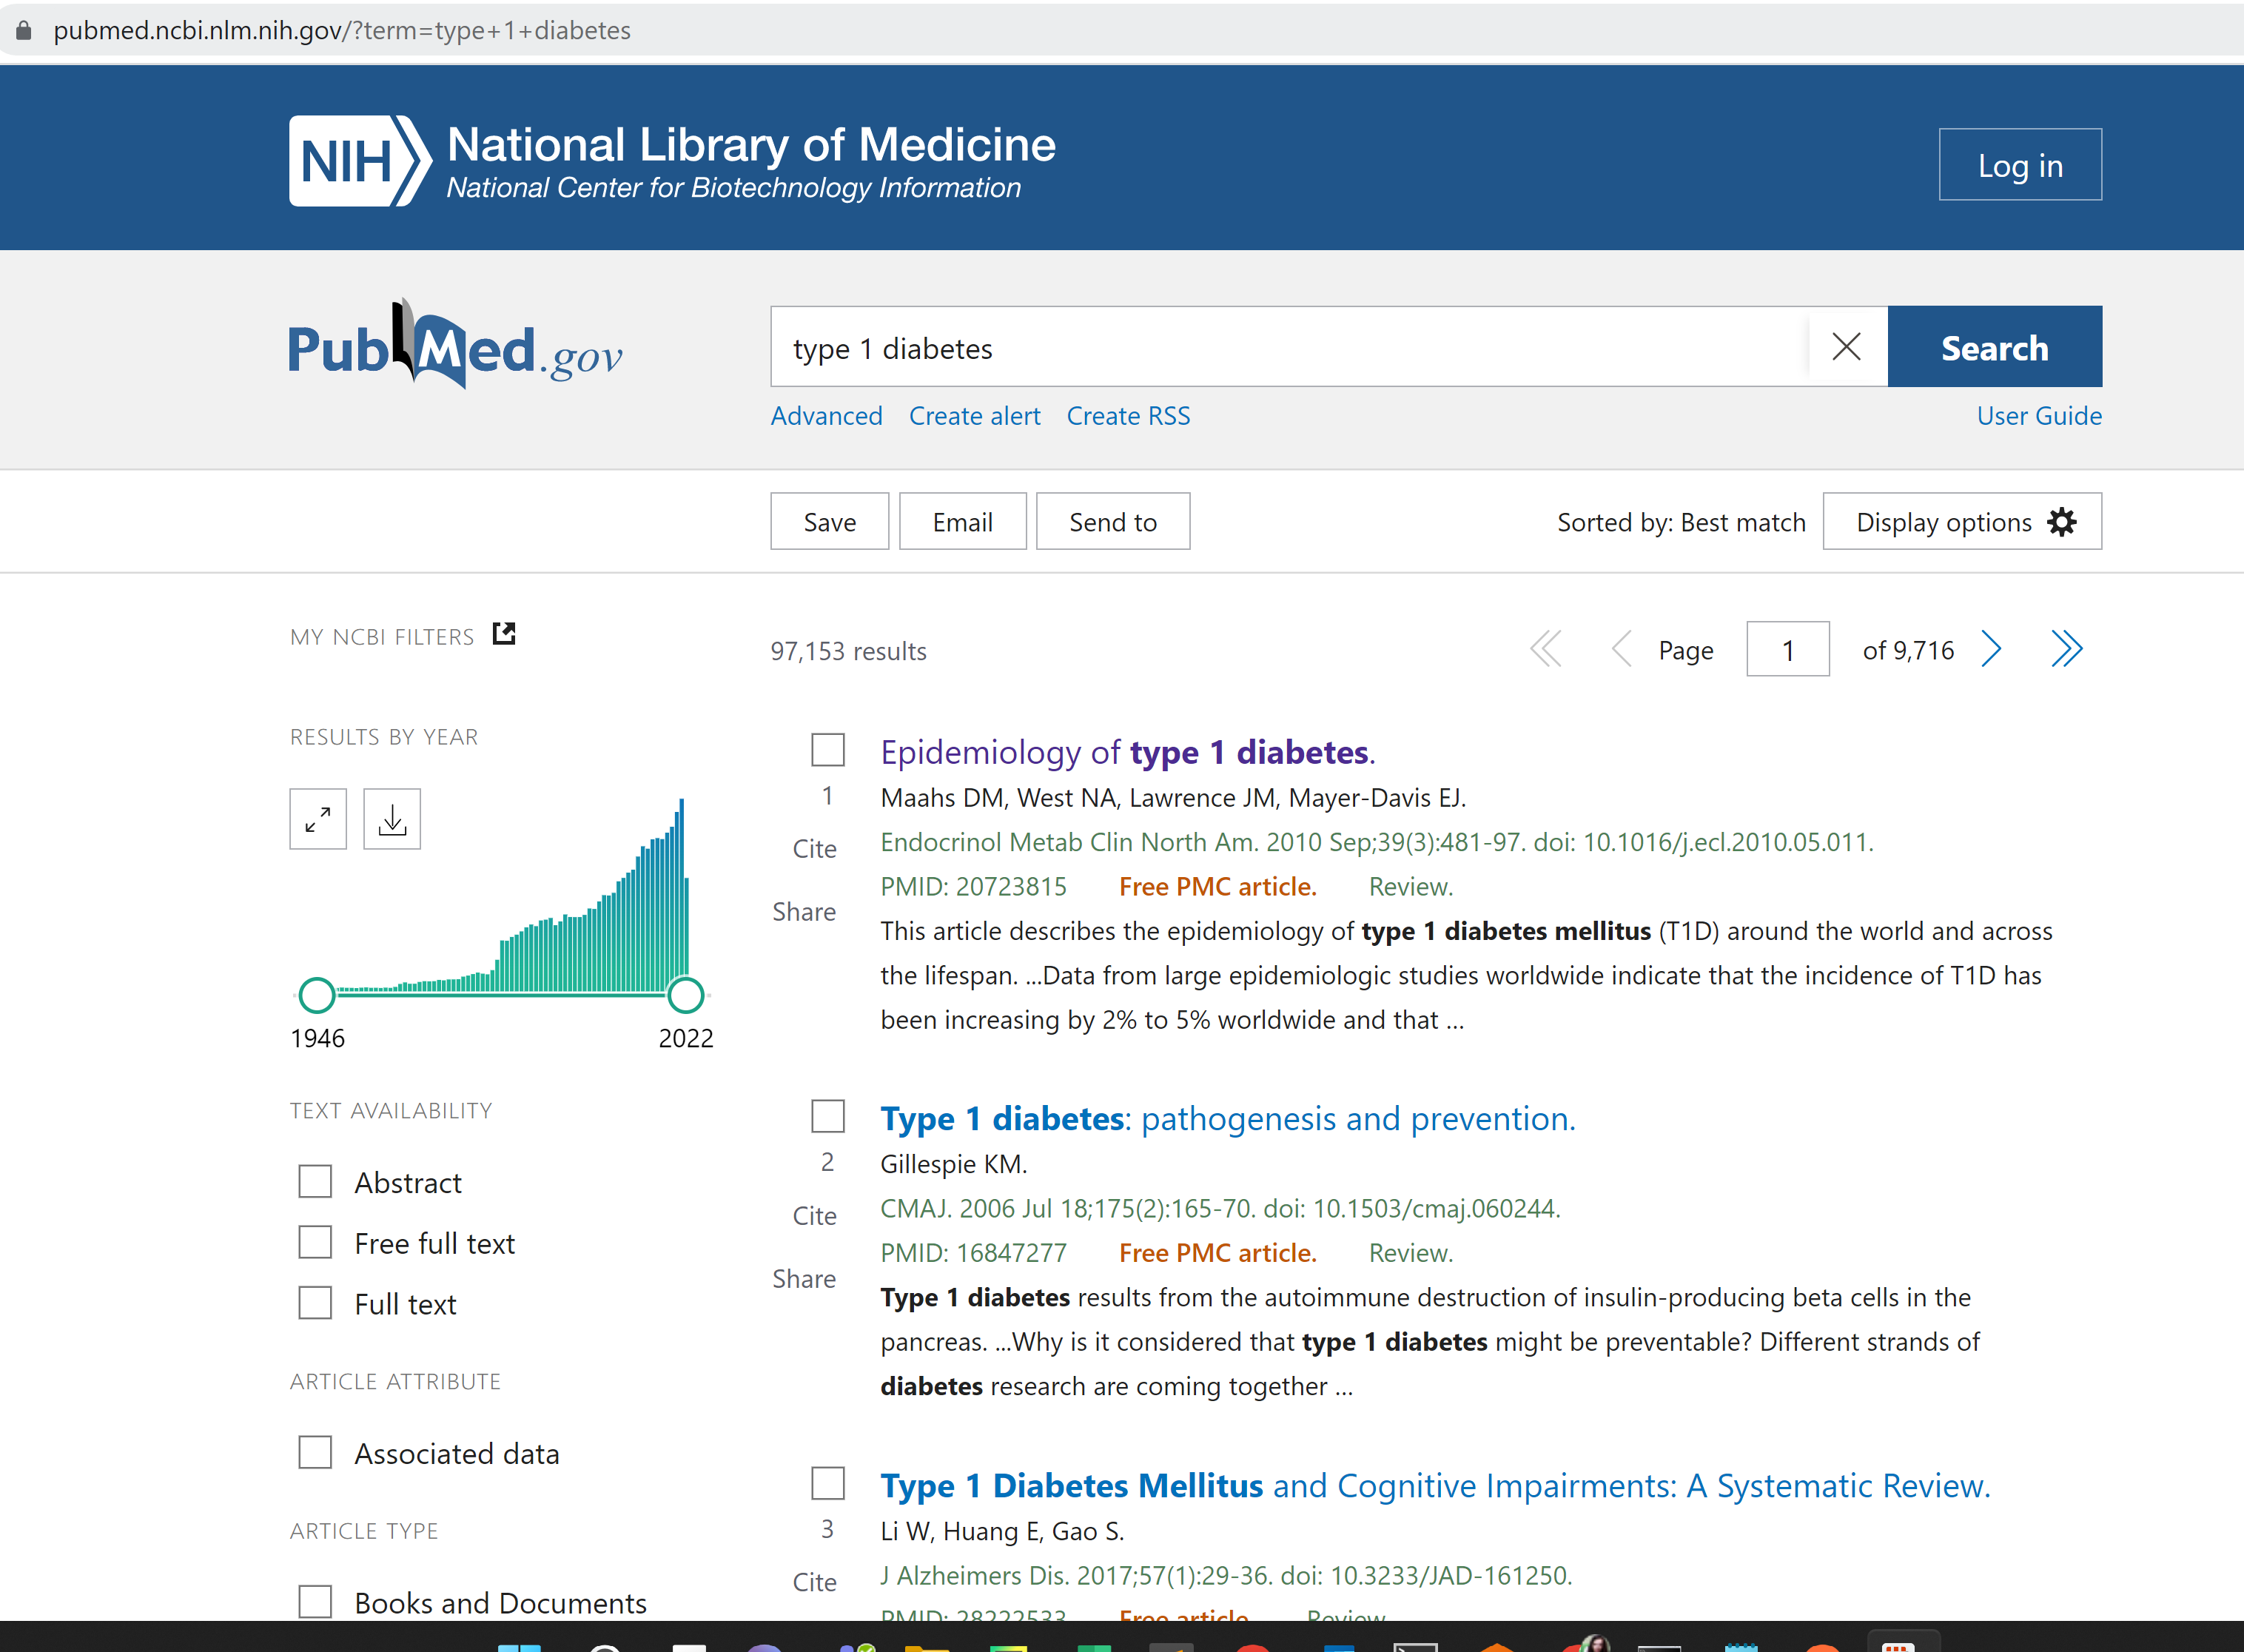 pubmed.ncbi.nlm.nih.gov/?term=type+1+diabetes
NIH National Library of Medicine
National Center for Biotechnology Information
Log in
PubMed.gov
type 1 diabetes
Search
Advanced Create alert Create RSS
User Guide
Save Email Send to
Sorted by: Best match Display options
MY NCBI FILTERS
RESULTS BY YEAR
1946 2022
TEXT AVAILABILITY
Abstract
Free full text
Full text
ARTICLE ATTRIBUTE
Associated data
ARTICLE TYPE
Books and Documents
97,153 results
Page 1 of 9,716
Epidemiology of type 1 diabetes.
1
Cite
Share
Maahs DM, West NA, Lawrence JM, Mayer-Davis EJ.
Endocrinol Metab Clin North Am. 2010 Sep;39(3):481-97. doi: 10.1016/j.ecl.2010.05.011.
PMID: 20723815 Free PMC article. Review.
This article describes the epidemiology of type 1 diabetes mellitus (T1D) around the world and across
the lifespan. ...Data from large epidemiologic studies worldwide indicate that the incidence of T1D has
been increasing by 2% to 5% worldwide and that ...
Type 1 diabetes: pathogenesis and prevention.
2
Cite
Share
Gillespie KM.
CMAJ. 2006 Jul 18;175(2):165-70. doi: 10.1503/cmaj.060244.
PMID: 16847277 Free PMC article. Review.
Type 1 diabetes results from the autoimmune destruction of insulin-producing beta cells in the
pancreas. ...Why is it considered that type 1 diabetes might be preventable? Different strands of
diabetes research are coming together ...
Type 1 Diabetes Mellitus and Cognitive Impairments: A Systematic Review.
3
Cite
Li W, Huang E, Gao S.
J Alzheimers Dis. 2017;57(1):29-36. doi: 10.3233/JAD-161250.
PMID: 28222533 Free article. Review.